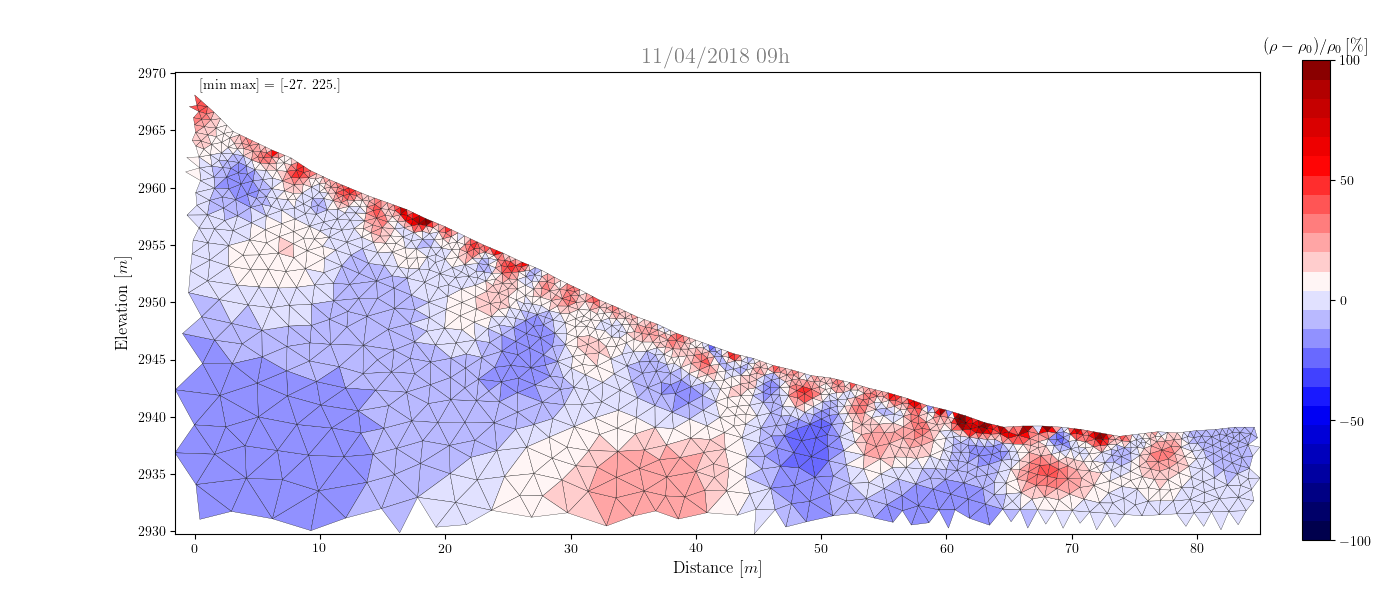 11/04/2018 09h
(ρ − ρ₀)/ρ₀ [%]
[min max] = [-27. 225.]
2970
2965
2960
2955
2950
2945
2940
2935
2930
Elevation [m]
0 10 20 30 40 50 60 70 80
Distance [m]
100
50
0
−50
−100